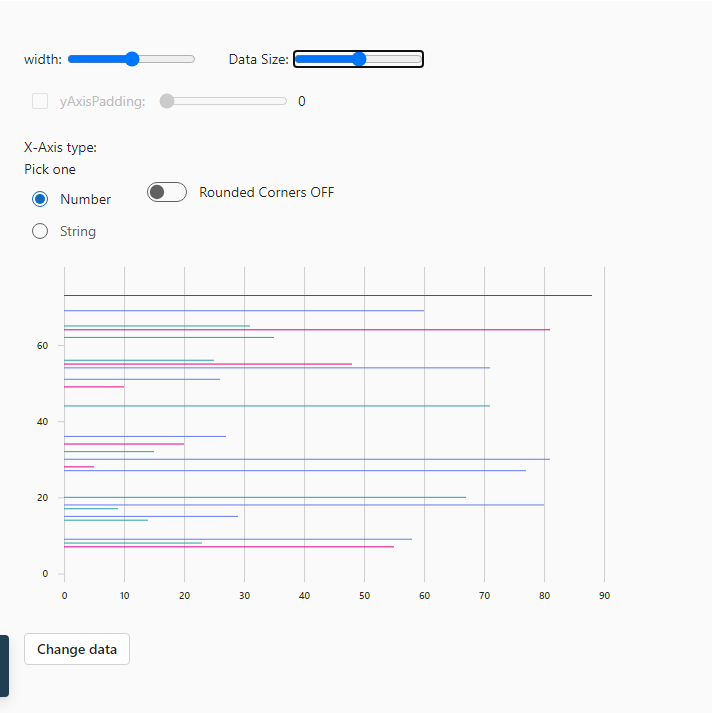 width: Data Size:
yAxisPadding: 0
X-Axis type:
Pick one
Number Rounded Corners OFF
String
60
40
20
0
0 10 20 30 40 50 60 70 80 90
Change data